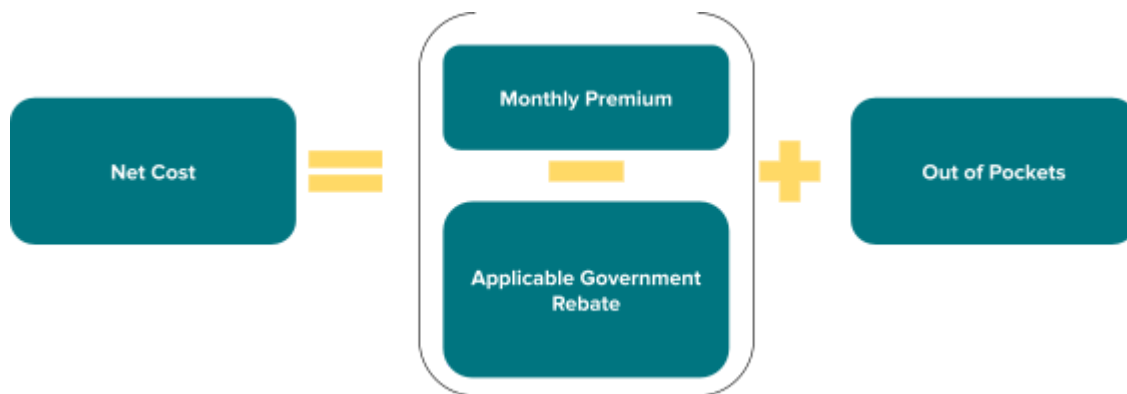 Monthly Premium
Net Cost
Out of Pockets
Applicable Government
Rebate